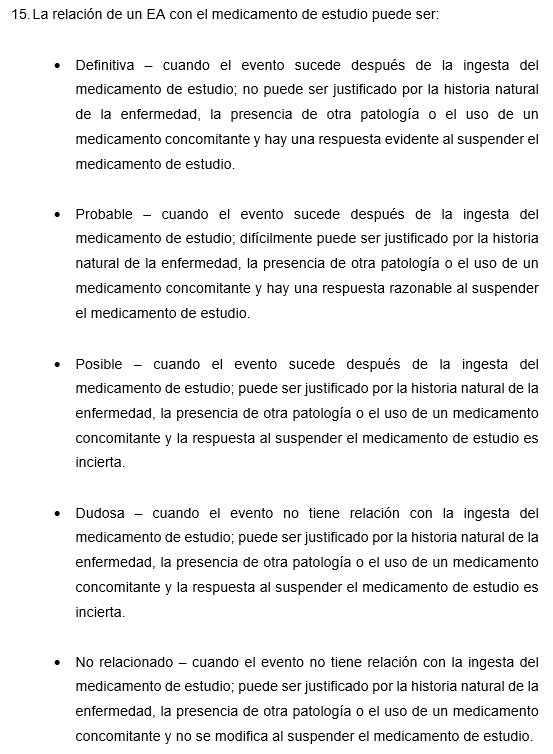 15. La relación de un EA con el medicamento de estudio puede ser:
• Definitiva – cuando el evento sucede después de la ingesta del
medicamento de estudio; no puede ser justificado por la historia natural
de la enfermedad, la presencia de otra patología o el uso de un
medicamento concomitante y hay una respuesta evidente al suspender el
medicamento de estudio.
• Probable – cuando el evento sucede después de la ingesta del
medicamento de estudio; difícilmente puede ser justificado por la historia
natural de la enfermedad, la presencia de otra patología o el uso de un
medicamento concomitante y hay una respuesta razonable al suspender
el medicamento de estudio.
• Posible – cuando el evento sucede después de la ingesta del
medicamento de estudio; puede ser justificado por la historia natural de la
enfermedad, la presencia de otra patología o el uso de un medicamento
concomitante y la respuesta al suspender el medicamento de estudio es
incierta.
• Dudosa – cuando el evento no tiene relación con la ingesta del
medicamento de estudio; puede ser justificado por la historia natural de la
enfermedad, la presencia de otra patología o el uso de un medicamento
concomitante y la respuesta al suspender el medicamento de estudio es
incierta.
• No relacionado – cuando el evento no tiene relación con la ingesta del
medicamento de estudio; puede ser justificado por la historia natural de la
enfermedad, la presencia de otra patología o el uso de un medicamento
concomitante y no se modifica al suspender el medicamento de estudio.